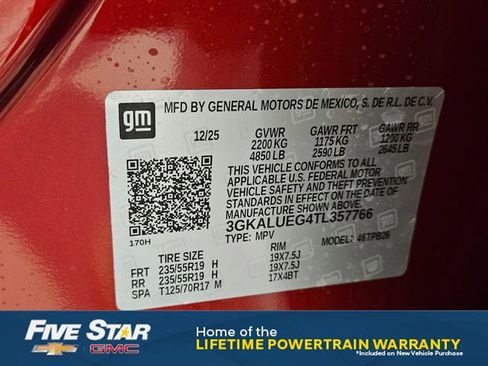 gm
MFD BY GENERAL MOTORS DE MEXICO, S. DE R.L. DE C.V.
12/25 GVWR GAWR FRT GAWR RR
2200 KG 1175 KG 1200 KG
4850 LB 2590 LB 2645 LB
THIS VEHICLE CONFORMS TO ALL
APPLICABLE U.S. FEDERAL MOTOR
VEHICLE SAFETY AND THEFT
PREVENTION STANDARDS IN EFFECT
ON THE DATE OF MANUFACTURE
SHOWN ABOVE.
3GKALUEG4TL357766
170H TYPE: MPV MODEL: 46TPB26
TIRE SIZE RIM
FRT 235/55R19 H 19X7.5J
RR 235/55R19 H 19X7.5J
SPA T125/70R17 M 17X4BT
FIVE STAR
GMC
Home of the
LIFETIME POWERTRAIN WARRANTY
*Included on New Vehicle Purchase